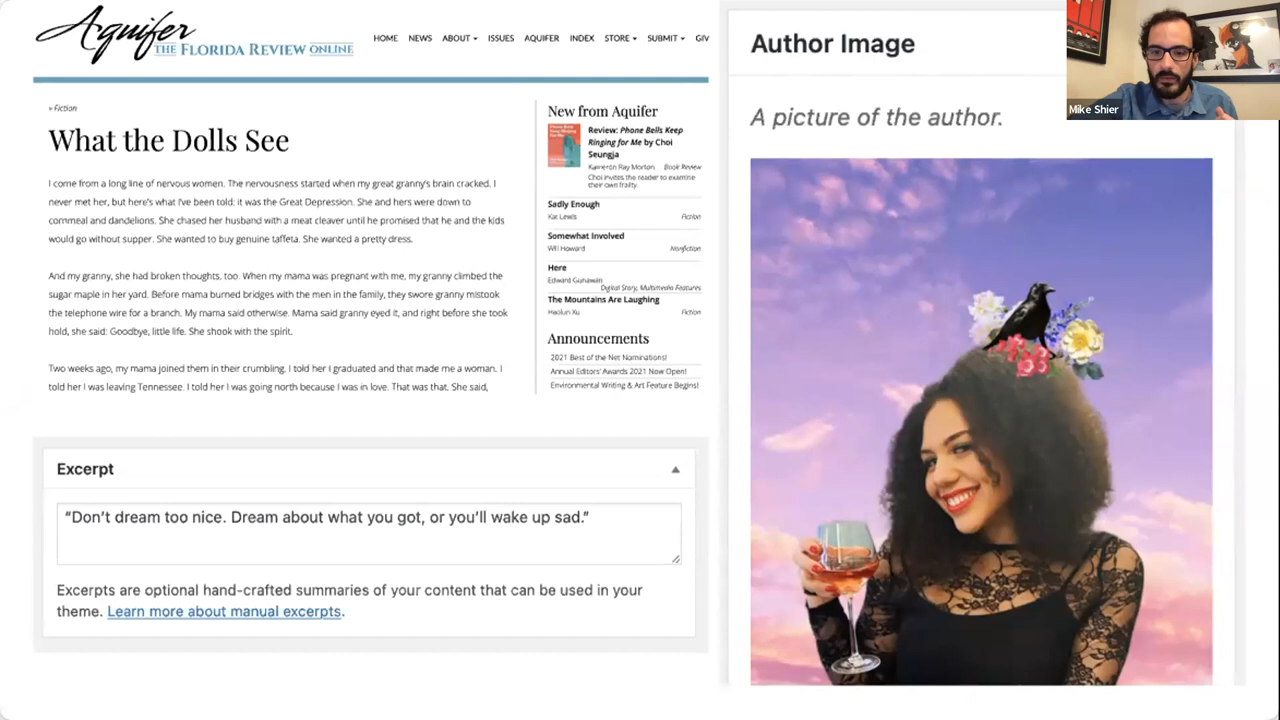 Aquifer
THE FLORIDA REVIEW ONLINE
HOME NEWS ABOUT ISSUES AQUIFER INDEX STORE SUBMIT GIV
» Fiction
What the Dolls See
I come from a long line of nervous women. The nervousness started when my great granny's brain cracked. I
never met her, but here's what I've been told: it was the Great Depression. She and hers were down to
cornmeal and dandelions. She chased her husband with a meat cleaver until he promised that he and the kids
would go without supper. She wanted to buy genuine taffeta. She wanted a pretty dress.
And my granny, she had broken thoughts, too. When my mama was pregnant with me, my granny climbed the
sugar maple in her yard. Before mama burned bridges with the men in the family, they swore granny mistook
the telephone wire for a branch. My mama said otherwise. Mama said granny eyed it, and right before she took
hold, she said: Goodbye, little life. She shook with the spirit.
Two weeks ago, my mama joined them in their crumbling. I told her I graduated and that made me a woman. I
told her I was leaving Tennessee. I told her I was going north because I was in love. That was that. She said,
New from Aquifer
Review: Phone Bells Keep
Ringing for Me by Choi
Seungja
Kameron Ray Morton Book Review
Choi invites the reader to examine
their own frailty.
Sadly Enough
Kat Lewis Fiction
Somewhat Involved
Will Howard Nonfiction
Here
Edward Gunawan
Digital Story, Multimedia Features
The Mountains Are Laughing
Haolun Xu Fiction
Announcements
2021 Best of the Net Nominations!
Annual Editors' Awards 2021 Now Open!
Environmental Writing & Art Feature Begins!
Excerpt
“Don't dream too nice. Dream about what you got, or you'll wake up sad.”
Excerpts are optional hand-crafted summaries of your content that can be used in your
theme. Learn more about manual excerpts.
Author Image
A picture of the author.
Mike Shier